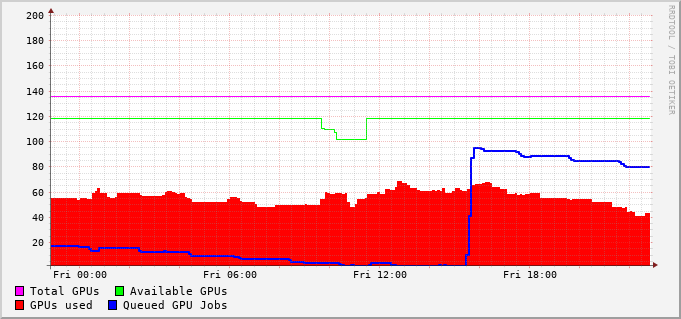 200
180
160
140
120
100
80
60
40
20
Fri 00:00 Fri 06:00 Fri 12:00 Fri 18:00
Total GPUs Available GPUs
GPUs used Queued GPU Jobs
RRDTOOL / TOBI OETIKER